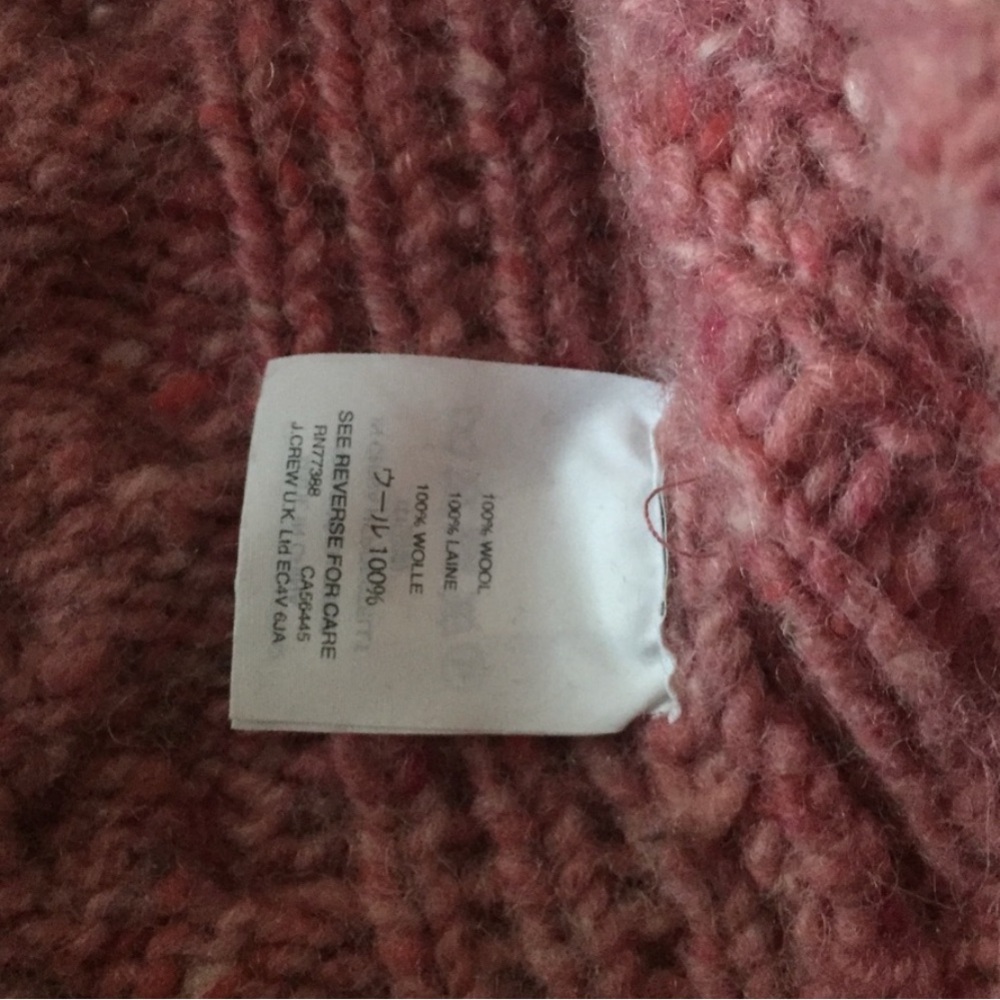 100% WOOL
100% LAINE
100% WOLLE
ウール 100%
SEE REVERSE FOR CARE
RN77388 CA56445
J.CREW U.K. Ltd EC4V 6JA